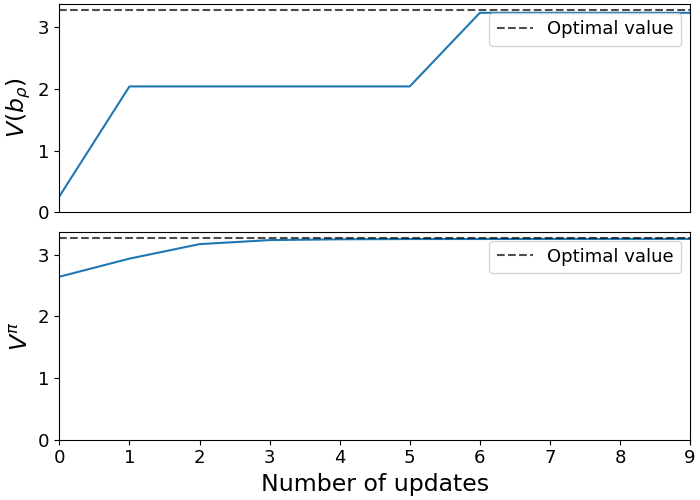 3
2
1
0
V(b_ρ)
Optimal value
3
2
1
0
V^π
Optimal value
0 1 2 3 4 5 6 7 8 9
Number of updates